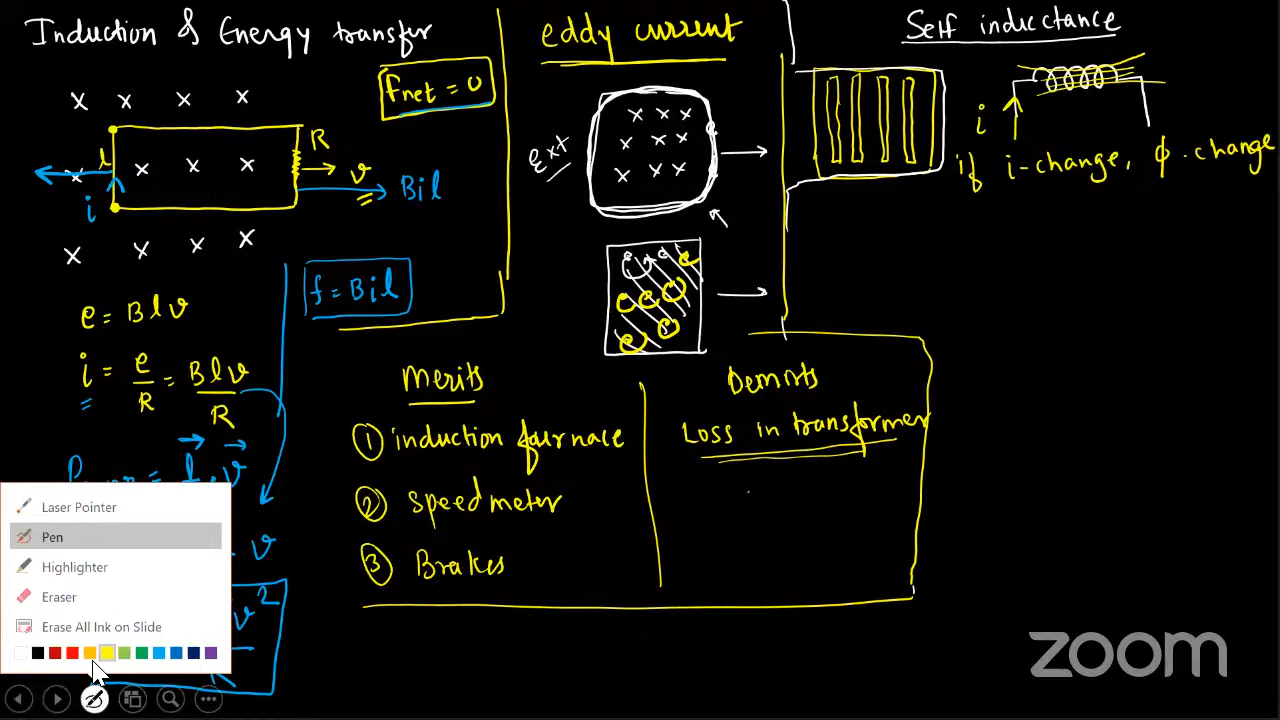 Induction & Energy transfer
fnet = 0
x x x x
l x x x x R v
i Bil
x x x x
f = Bil
e = Blv
i = e/R = Blv/R
v
v²
R
eddy current
ext
x x x
x x x
x x x
Merits
① induction furnace
② speedmeter
③ Brakes
Demrits
Loss in transformer
Self inductance
i
if i-change, ϕ-change
Laser Pointer
Pen
Highlighter
Eraser
Erase All Ink on Slide
zoom